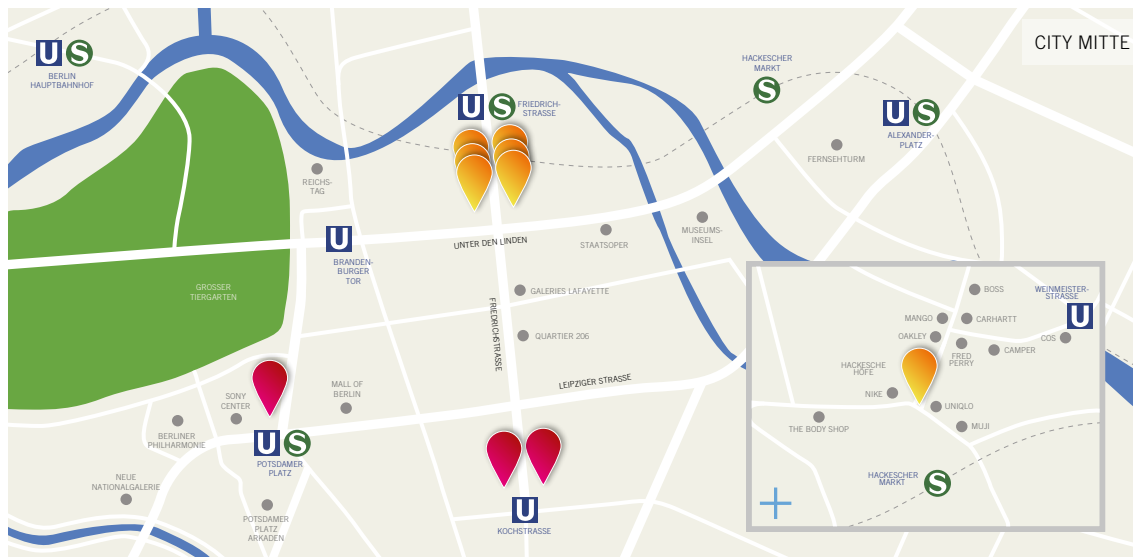 CITY MITTE
U S
BERLIN
HAUPTBAHNHOF
U S
FRIEDRICH-
STRASSE
HACKESCHER
MARKT
S
U S
ALEXANDER-
PLATZ
FERNSEHTURM
REICHS-
TAG
U
BRANDEN-
BURGER
TOR
UNTER DEN LINDEN
STAATSOPER
MUSEUMS-
INSEL
GROSSER
TIERGARTEN
GALERIES LAFAYETTE
FRIEDRICHSTRASSE
QUARTIER 206
LEIPZIGER STRASSE
SONY
CENTER
MALL OF
BERLIN
BERLINER
PHILHARMONIE
U S
POTSDAMER
PLATZ
NEUE
NATIONALGALERIE
POTSDAMER
PLATZ
ARKADEN
U
KOCHSTRASSE
BOSS
WEINMEISTER-
STRASSE
U
MANGO
CARHARTT
OAKLEY
FRED
PERRY
COS
CAMPER
HACKESCHE
HÖFE
NIKE
UNIQLO
THE BODY SHOP
MUJI
HACKESCHER
MARKT
S